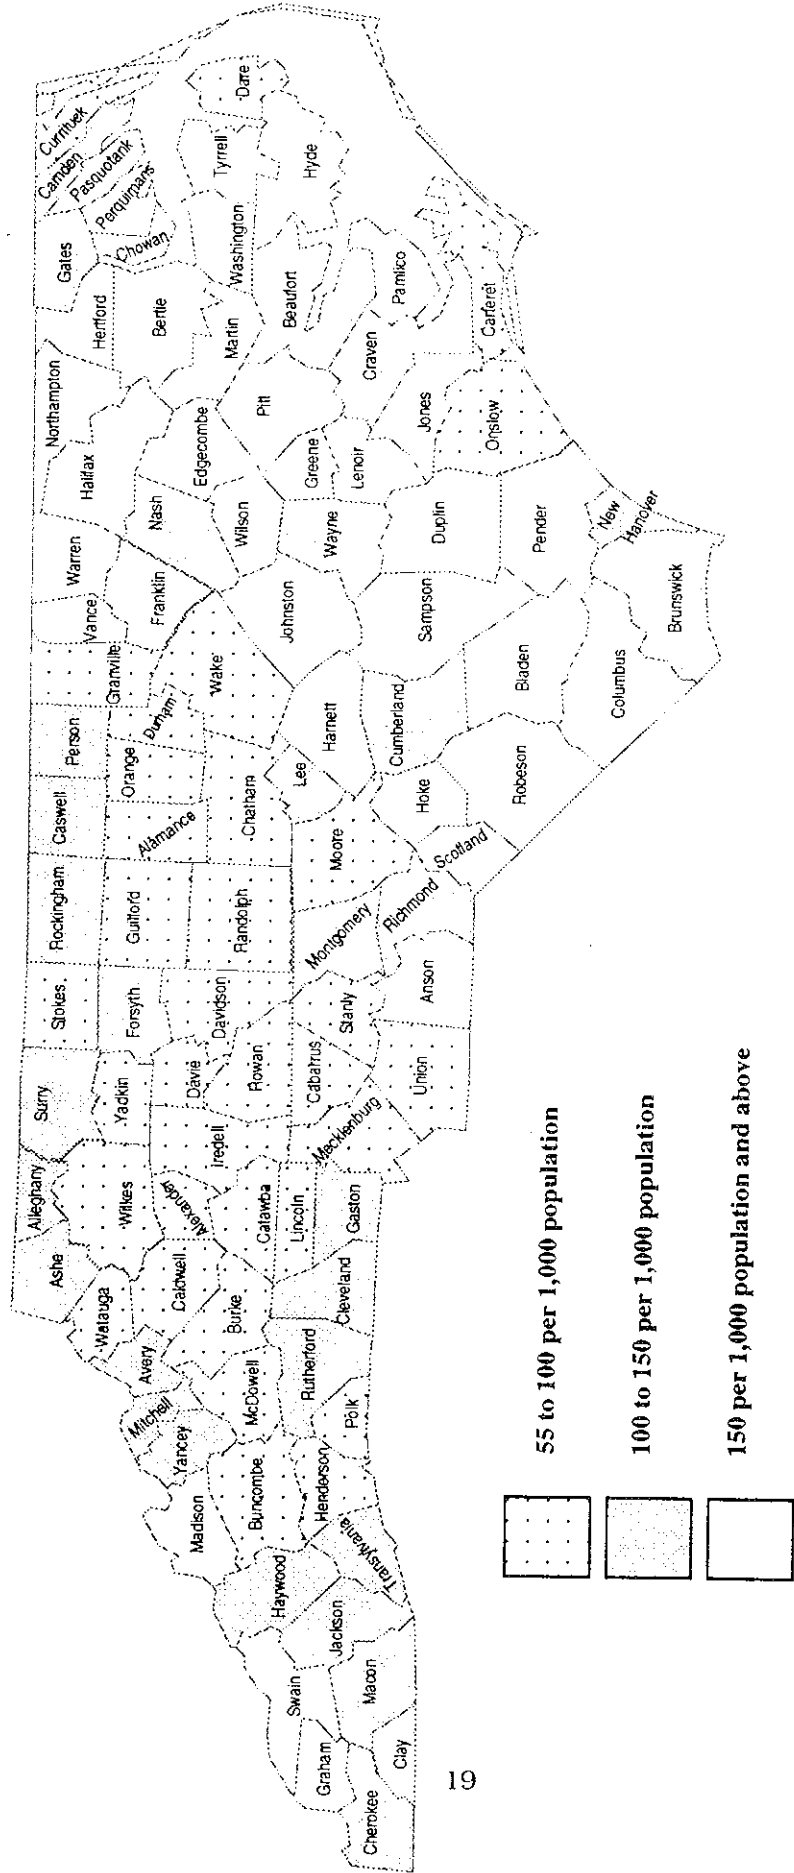 Cherokee
Graham
Clay
Swain
Macon
Jackson
Haywood
Transylvania
Madison
Buncombe
Henderson
Yancey
Mitchell
Avery
McDowell
Rutherford
Polk
Watauga
Ashe
Alleghany
Wilkes
Caldwell
Burke
Alexander
Catawba
Lincoln
Cleveland
Gaston
Surry
Yadkin
Iredell
Davie
Rowan
Cabarrus
Mecklenburg
Union
Stokes
Forsyth
Davidson
Stanly
Anson
Rockingham
Guilford
Randolph
Montgomery
Richmond
Caswell
Alamance
Chatham
Moore
Scotland
Hoke
Lee
Person
Orange
Durham
Granville
Wake
Harnett
Cumberland
Robeson
Vance
Warren
Franklin
Johnston
Sampson
Bladen
Columbus
Brunswick
Halifax
Northampton
Nash
Wilson
Edgecombe
Wayne
Greene
Lenoir
Duplin
Pender
New
Hanover
Pitt
Jones
Onslow
Craven
Hertford
Bertie
Martin
Beaufort
Pamlico
Carteret
Gates
Chowan
Perquimans
Pasquotank
Camden
Currituck
Washington
Tyrrell
Dare
Hyde
55 to 100 per 1,000 population
100 to 150 per 1,000 population
150 per 1,000 population and above
19